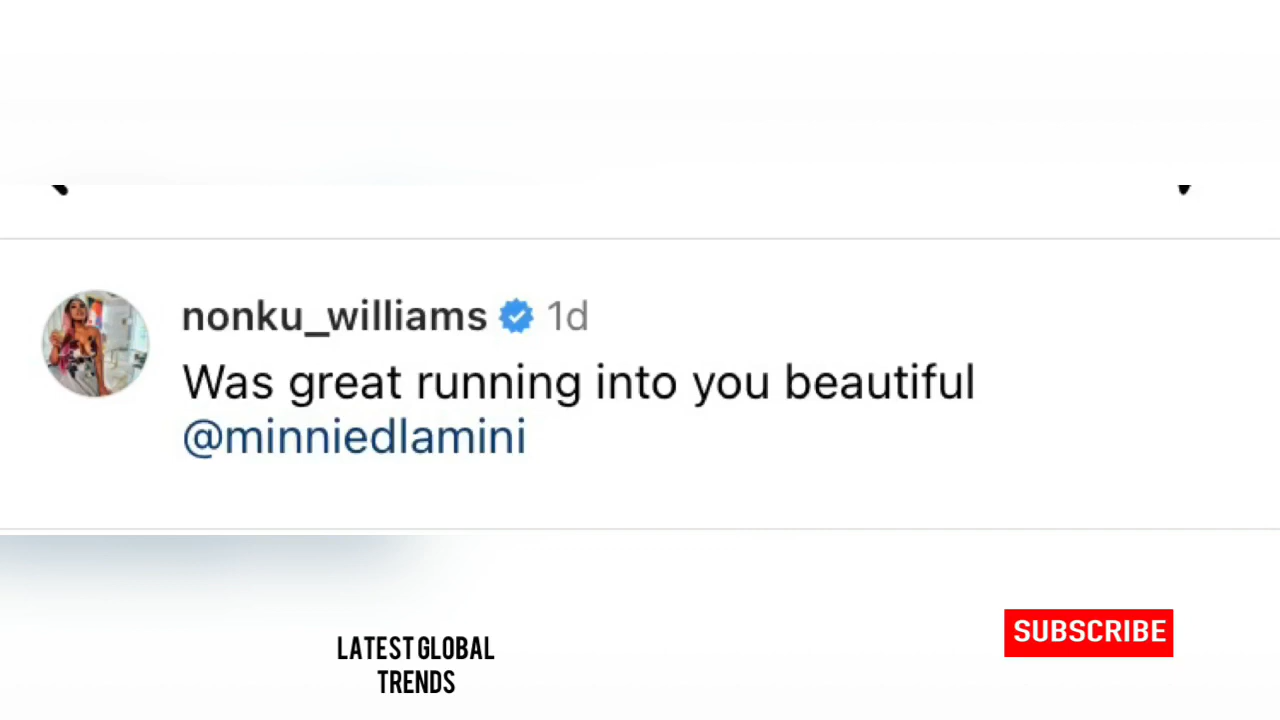 nonku_williams 1d
Was great running into you beautiful
@minniedlamini
LATEST GLOBAL
TRENDS
SUBSCRIBE